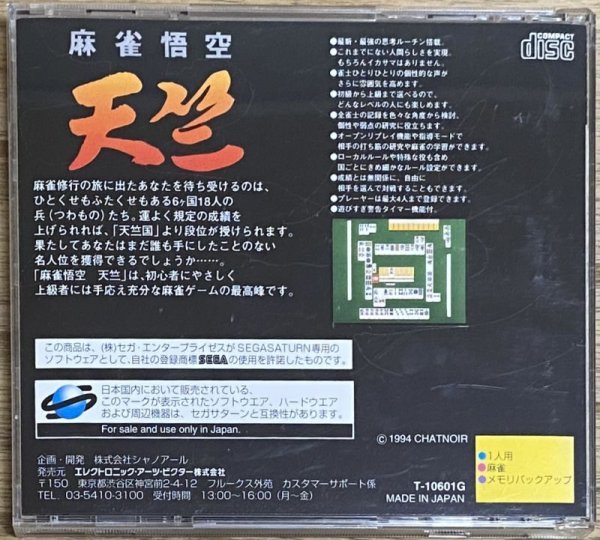 麻雀悟空
天竺
麻雀修行の旅に出たあなたを待ち受けるのは、
ひとくせもふたくせもある6ヶ国18人の
兵（つわもの）たち。運よく規定の成績を
上げられれば、「天竺国」より段位が授けられます。
果たしてあなたはまだ誰も手にしたことのない
名人位を獲得できるでしょうか……。
「麻雀悟空　天竺」は、初心者にやさしく
上級者には手応え充分な麻雀ゲームの最高峰です。
COMPACT
disc
●最新・最強の思考ルーチン搭載。
●これまでにない人間らしさを実現。
もちろんイカサマはありません。
●雀士ひとりひとりの個性的な声が
さらに雰囲気を高めます。
●初級から上級まで選べるので、
どんなレベルの人にも楽しめます。
●全雀士の記録を色々な角度から検討、
個性や弱点の研究に役立ちます。
●オープンリプレイ機能や指導モードで
相手の打ち筋の研究や麻雀の学習ができます。
●ローカルルールや特殊な役も含め
国ごとにきめ細かなルール設定ができます。
●成績とは無関係に、自由に
相手を選んで対戦することもできます。
●プレーヤーは最大4人まで登録できます。
●遊びすぎ警告タイマー機能付。
この商品は、（株）セガ・エンタープライゼスがSEGASATURN専用の
ソフトウェアとして、自社の登録商標SEGAの使用を許諾したものです。
日本国内において販売されている、
このマークが表示されたソフトウエア、ハードウエア
および周辺機器は、セガサターンと互換性があります。
For sale and use only in Japan.
© 1994 CHATNOIR
企画・開発　株式会社シャノアール
発売元　エレクトロニック・アーツ・ビクター株式会社
〒150　東京都渋谷区神宮前2-4-12　フルークス外苑　カスタマーサポート係
TEL. 03-5410-3100　受付時間　13:00〜16:00（月〜金）
T-10601G
MADE IN JAPAN
●1人用
●麻雀
●メモリバックアップ